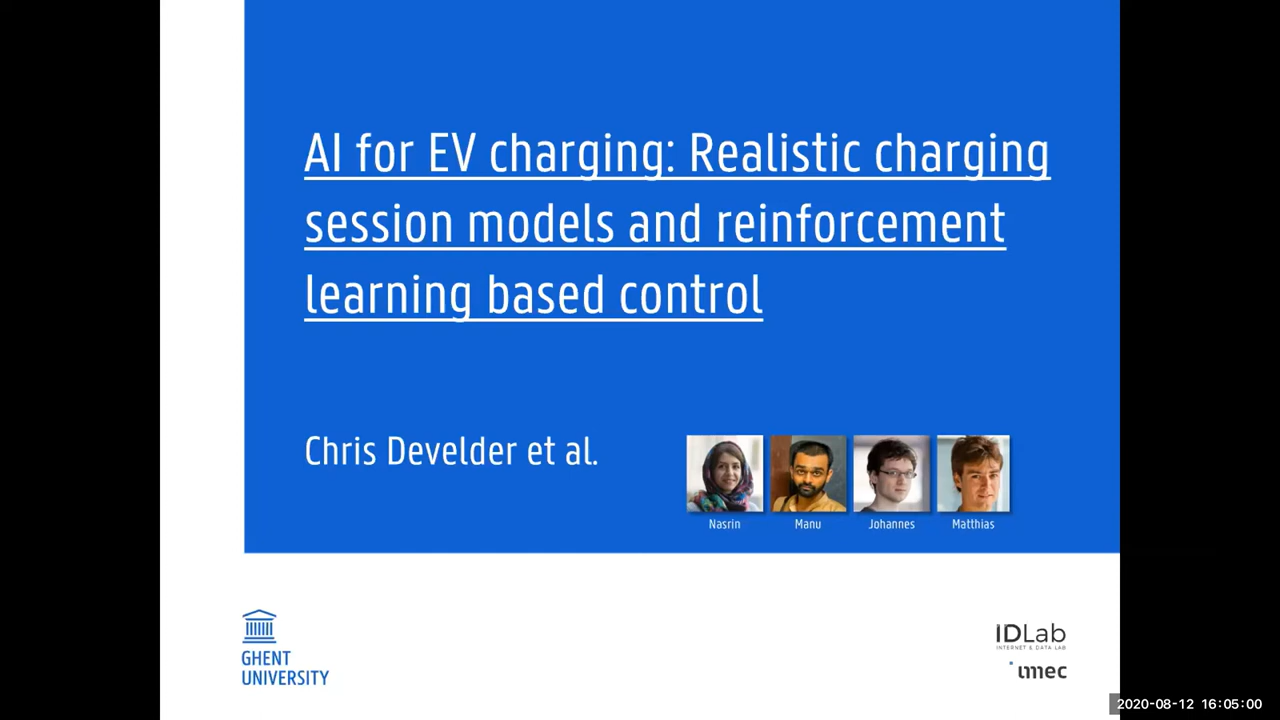 AI for EV charging: Realistic charging
session models and reinforcement
learning based control
Chris Develder et al.
Nasrin
Manu
Johannes
Matthias
GHENT
UNIVERSITY
IDLab
INTERNET & DATA LAB
imec
2020-08-12 16:05:00